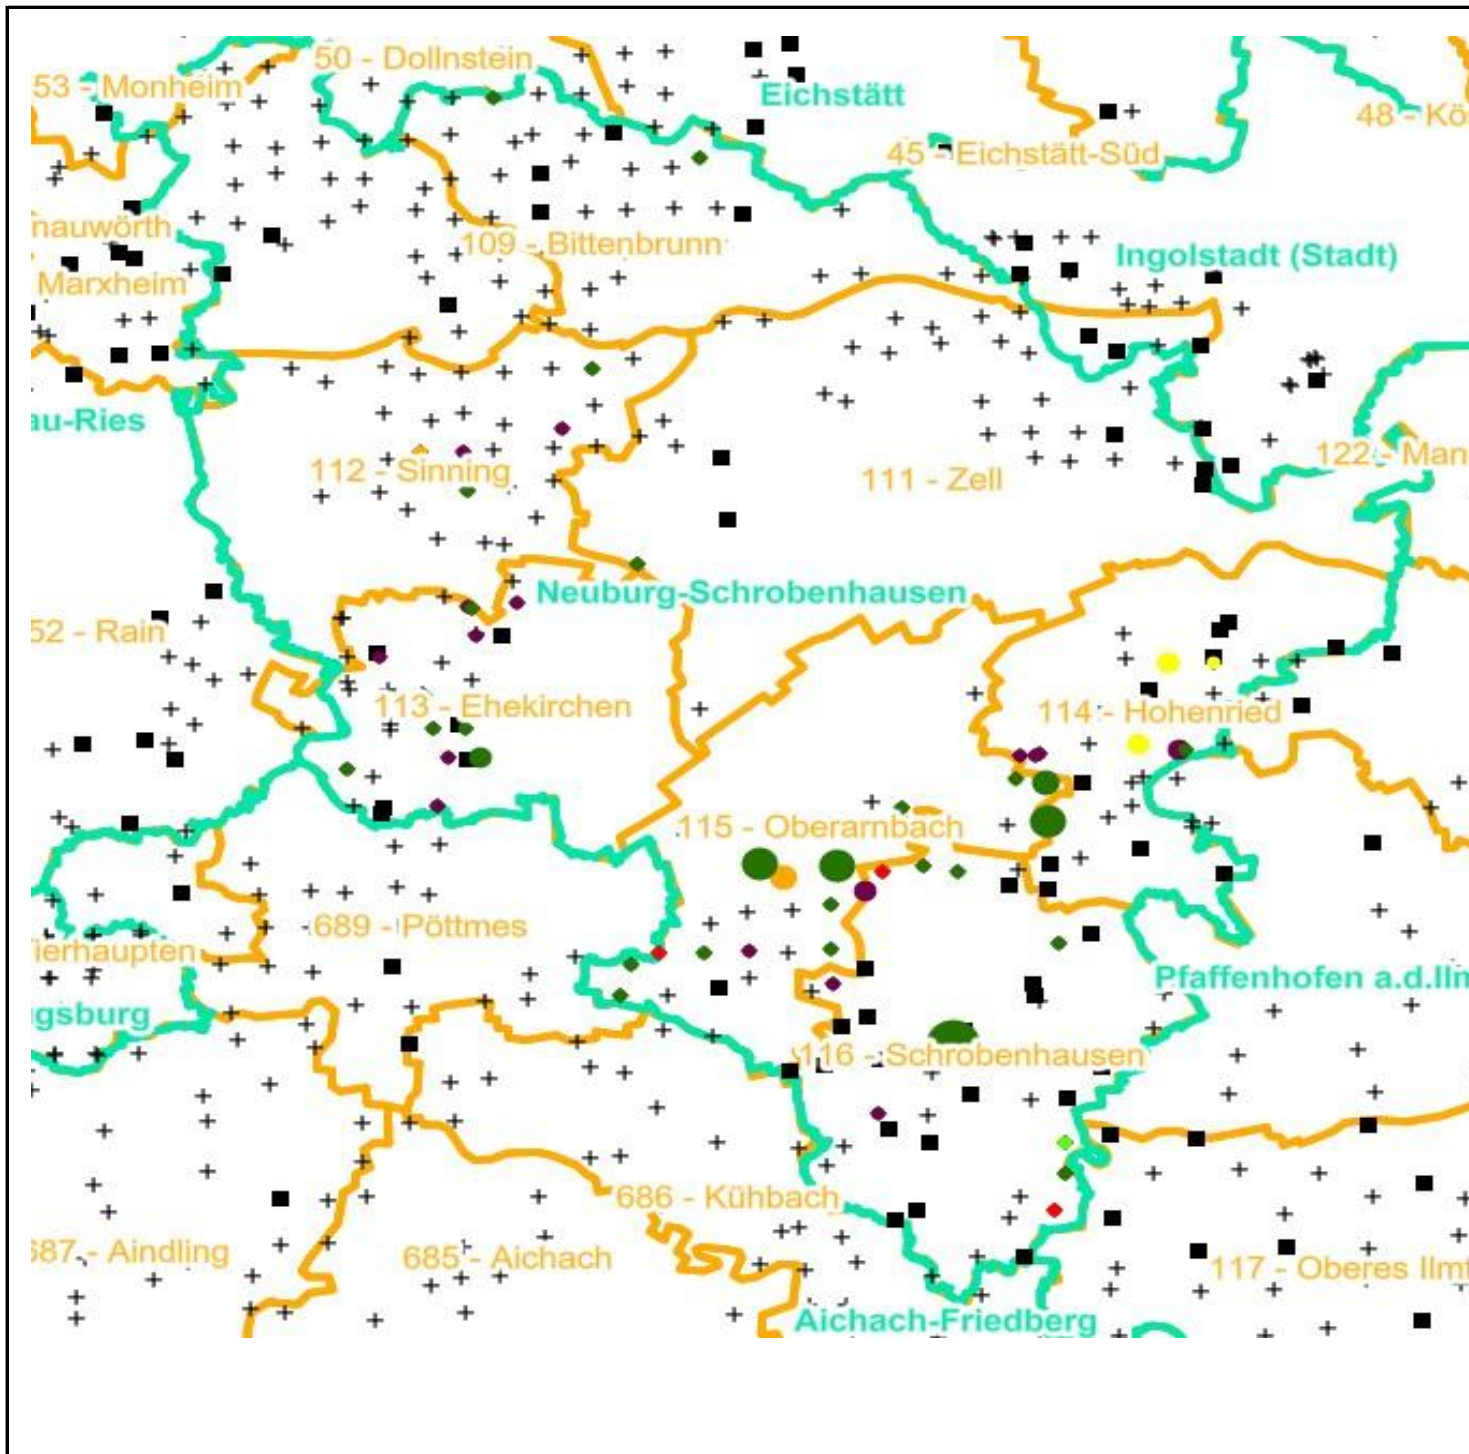 50 - Dollnstein
53 - Monheim
Eichstätt
48 - Kö
45 - Eichstätt-Süd
nauwörth
109 - Bittenbrunn
Ingolstadt (Stadt)
Marxheim
au-Ries
122 - Man
112 - Sinning
111 - Zell
Neuburg-Schrobenhausen
52 - Rain
113 - Ehekirchen
114 - Hohenried
115 - Oberarnbach
689 - Pöttmes
ierhaupten
Pfaffenhofen a.d.Ilm
gsburg
116 - Schrobenhausen
686 - Kühbach
687 - Aindling
685 - Aichach
117 - Oberes Ilmt
Aichach-Friedberg